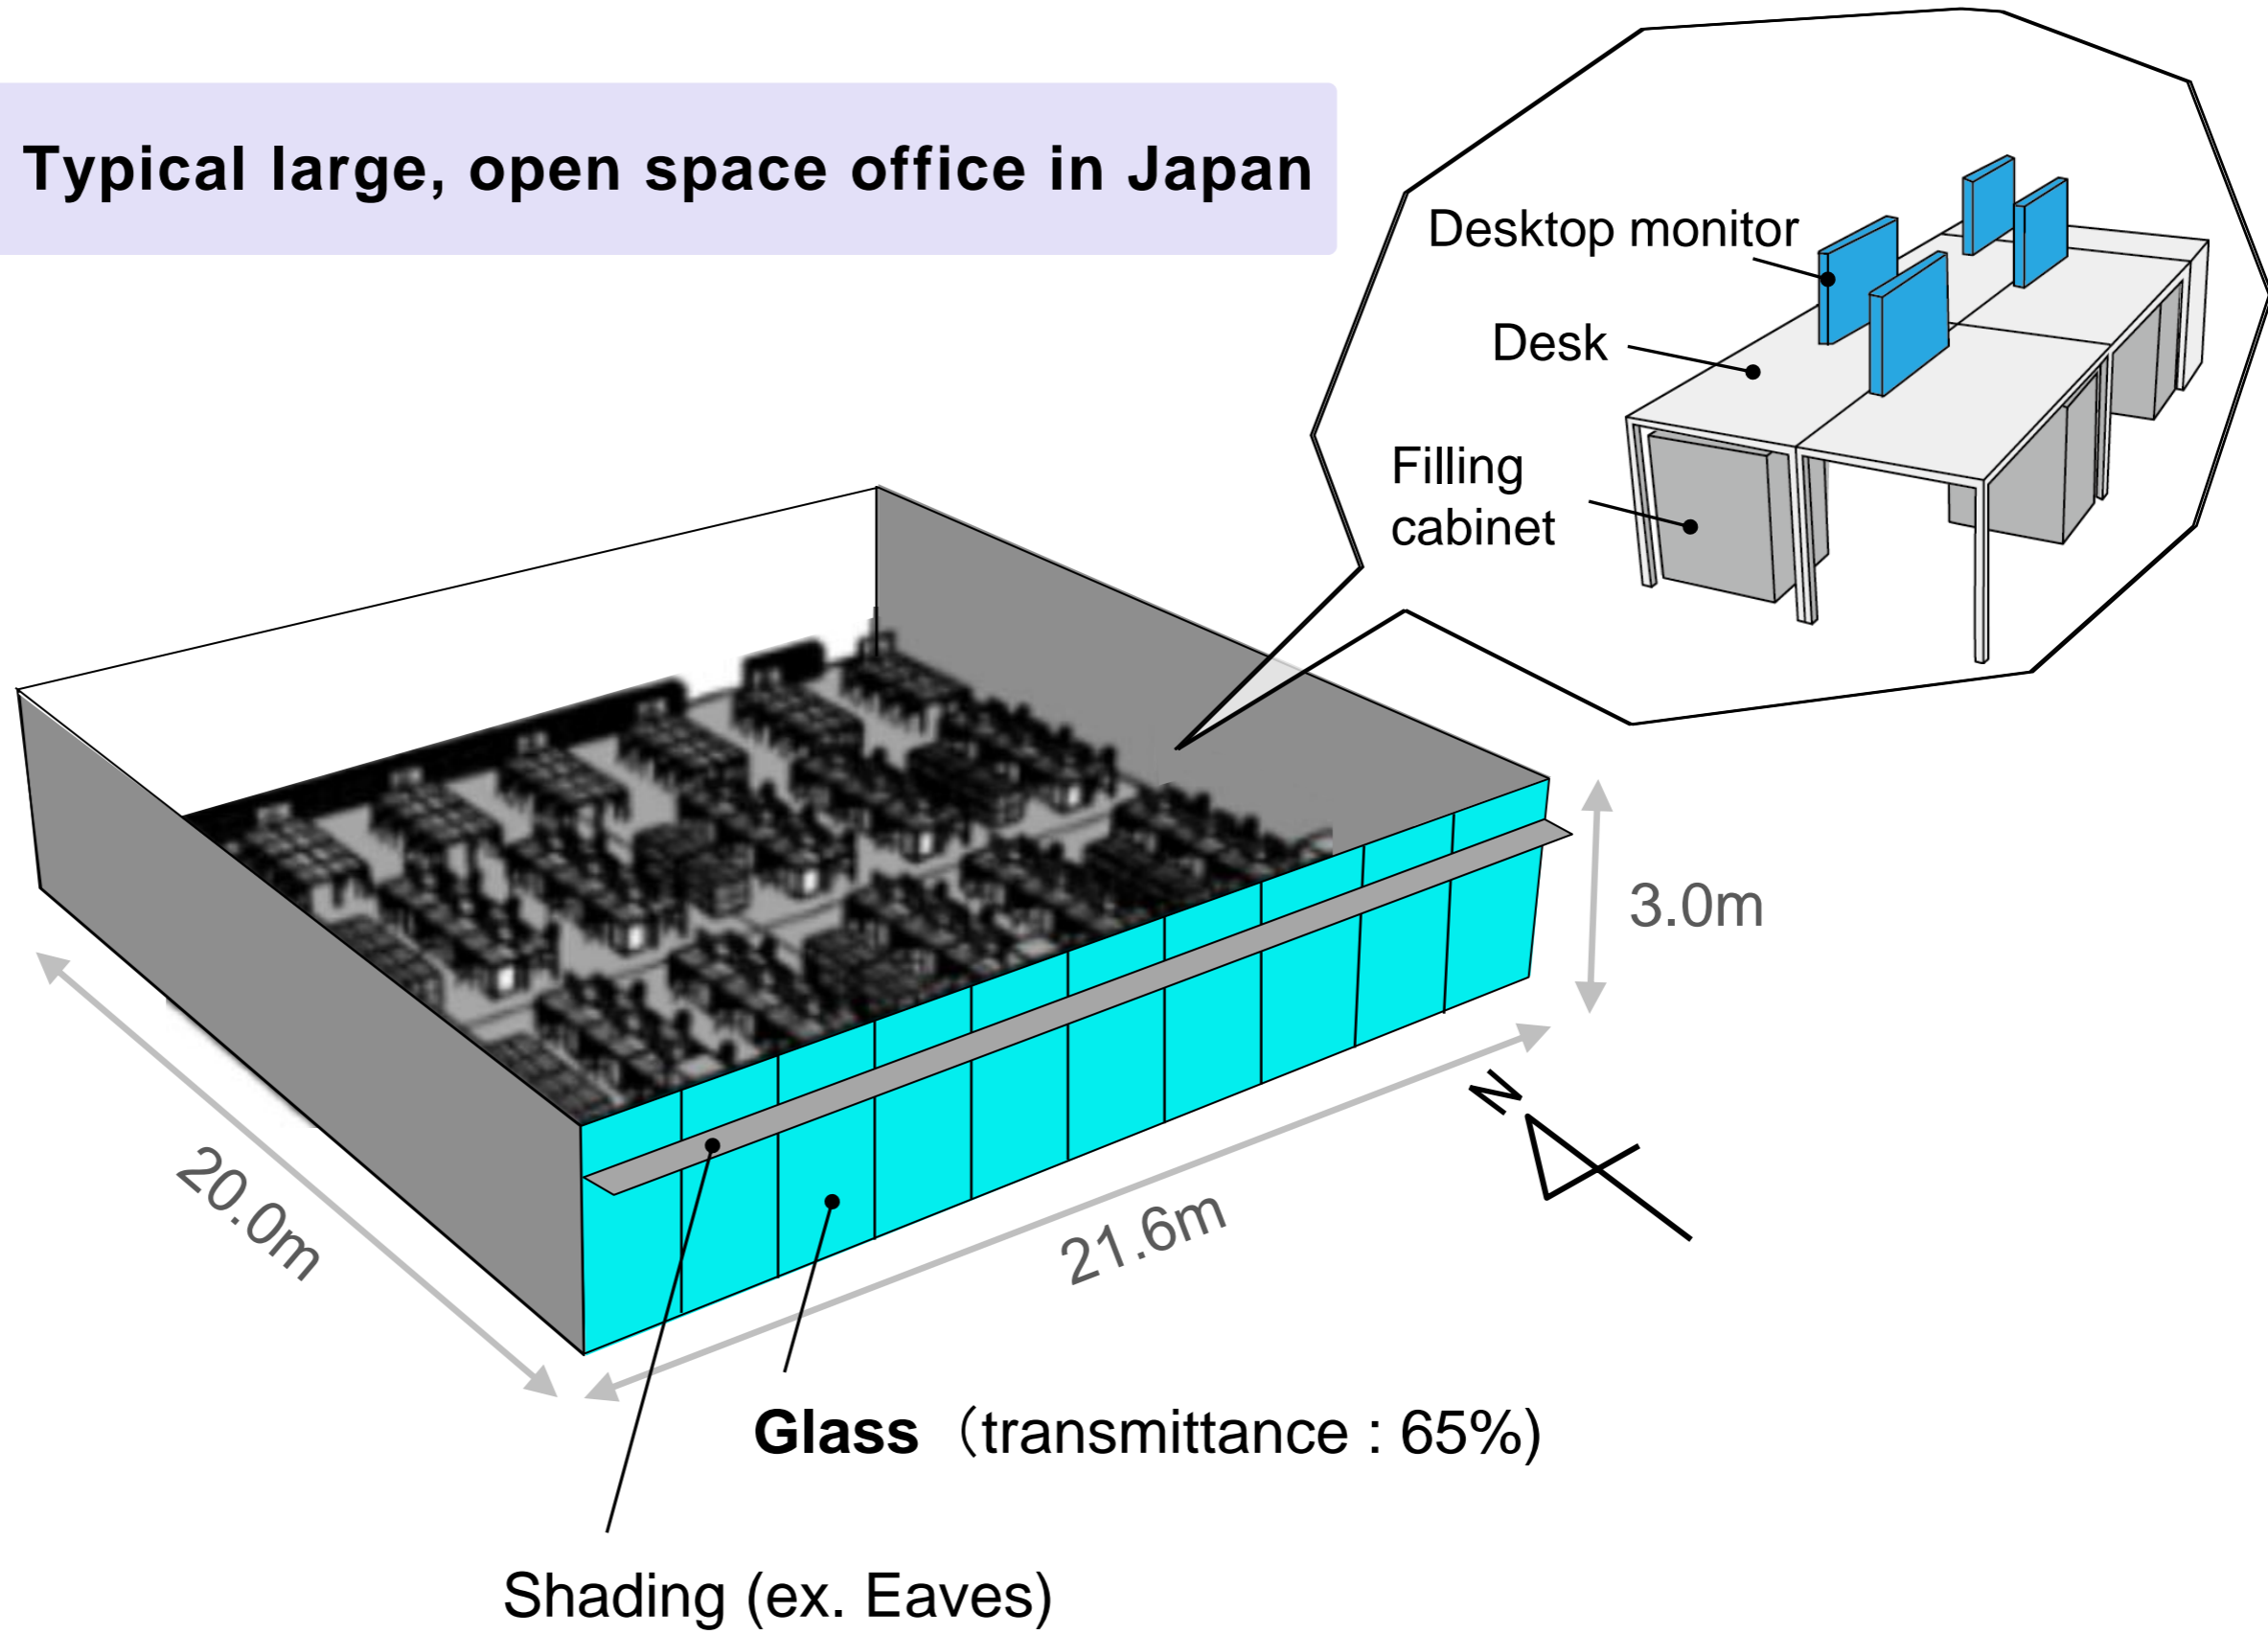 Typical large, open space office in Japan
Desktop monitor
Desk
Filling
cabinet
3.0m
N
20.0m
21.6m
Glass（transmittance : 65%)
Shading (ex. Eaves)